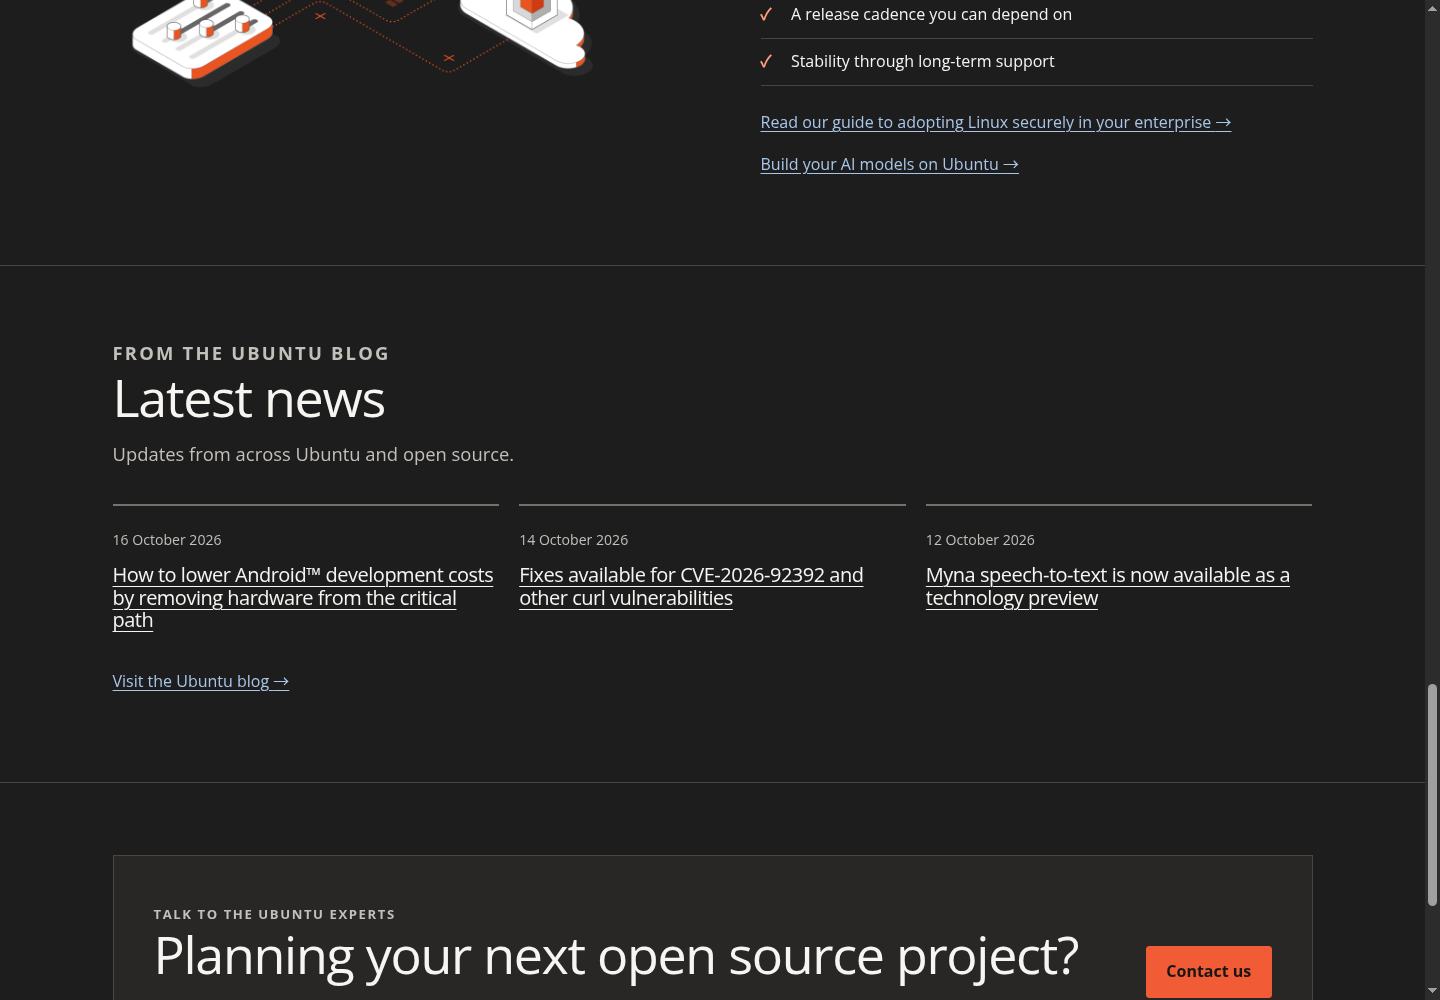 A release cadence you can depend on
Stability through long-term support
Read our guide to adopting Linux securely in your enterprise →
Build your AI models on Ubuntu →
FROM THE UBUNTU BLOG
Latest news
Updates from across Ubuntu and open source.
16 October 2026
How to lower Android™ development costs
by removing hardware from the critical
path
14 October 2026
Fixes available for CVE-2026-92392 and
other curl vulnerabilities
12 October 2026
Myna speech-to-text is now available as a
technology preview
Visit the Ubuntu blog →
TALK TO THE UBUNTU EXPERTS
Planning your next open source project?
Contact us